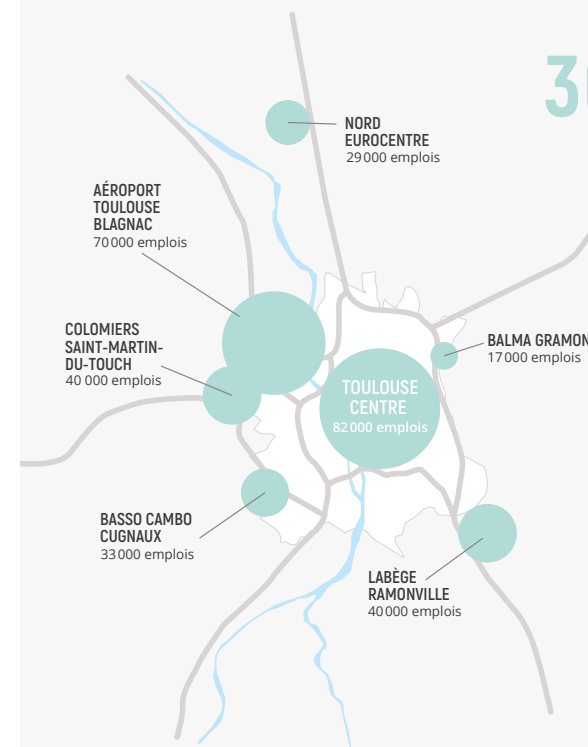 3
NORD
EUROCENTRE
29 000 emplois
AÉROPORT
TOULOUSE
BLAGNAC
70 000 emplois
COLOMIERS
SAINT-MARTIN-
DU-TOUCH
40 000 emplois
BALMA GRAMON
17 000 emplois
TOULOUSE
CENTRE
82 000 emplois
BASSO CAMBO
CUGNAUX
33 000 emplois
LABÈGE
RAMONVILLE
40 000 emplois